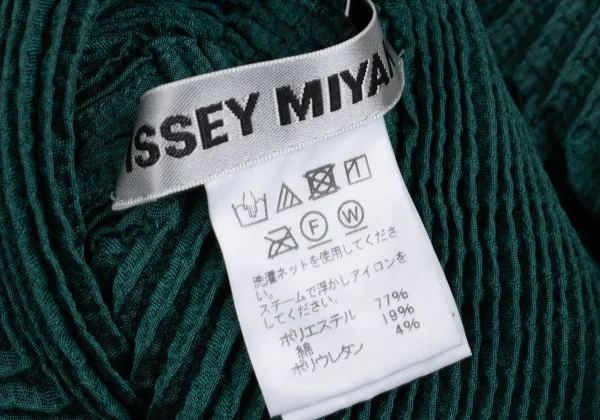 ISSEY MIYA
F W
洗濯ネットを使用してくださ
い。
スチームで浮かしアイロンを
してください。
ポリエステル 77%
綿 19%
ポリウレタン 4%